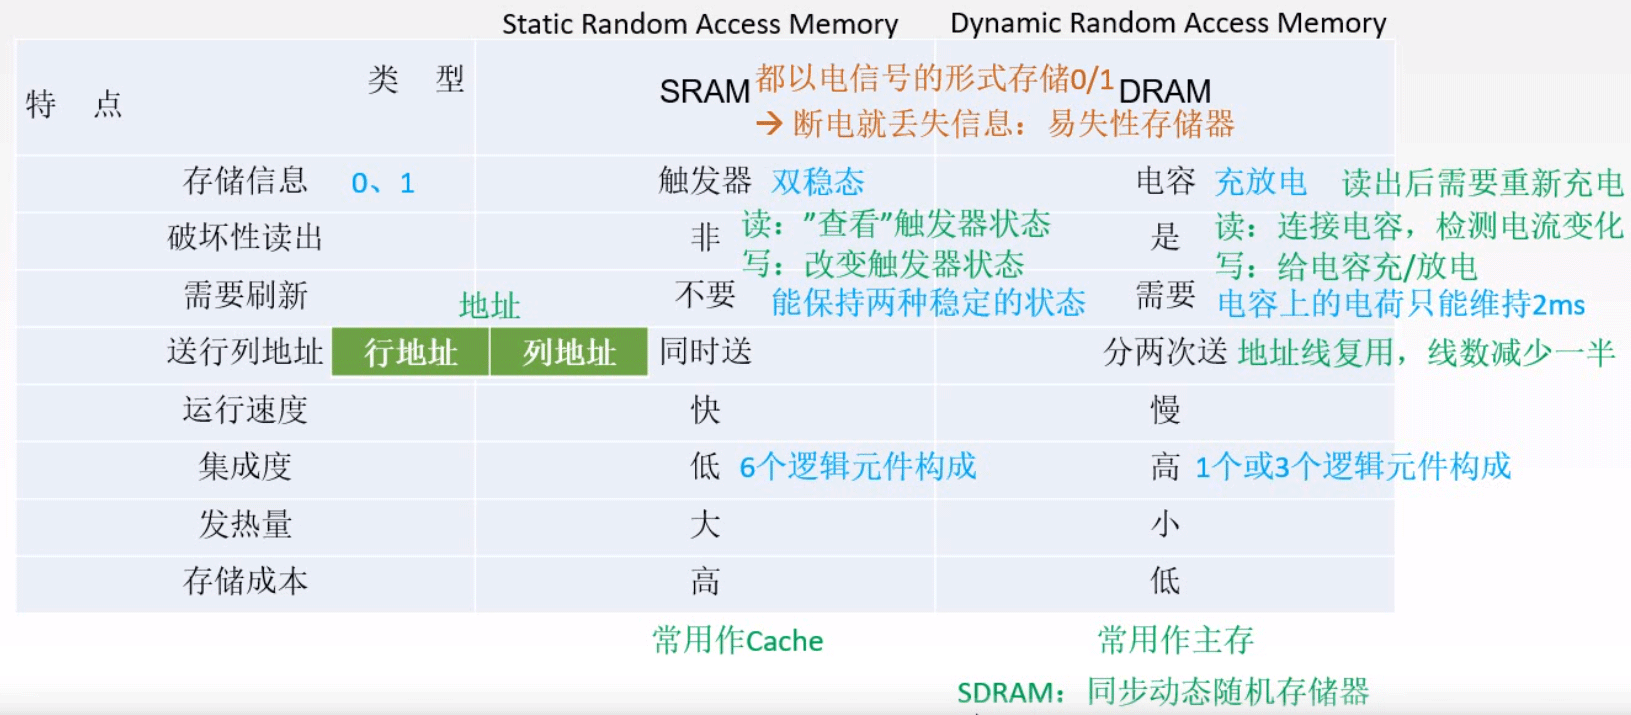 Static Random Access Memory Dynamic Random Access Memory
类 型
特 点
SRAM 都以电信号的形式存储0/1 DRAM
→ 断电就丢失信息：易失性存储器
存储信息 0、1 触发器 双稳态 电容 充放电 读出后需要重新充电
破坏性读出 非 读："查看"触发器状态 是 读：连接电容，检测电流变化
写：改变触发器状态 写：给电容充/放电
需要刷新 不要 能保持两种稳定的状态 需要 电容上的电荷只能维持2ms
地址
送行列地址 行地址 列地址 同时送 分两次送 地址线复用，线数减少一半
运行速度 快 慢
集成度 低 6个逻辑元件构成 高 1个或3个逻辑元件构成
发热量 大 小
存储成本 高 低
常用作Cache 常用作主存
SDRAM：同步动态随机存储器